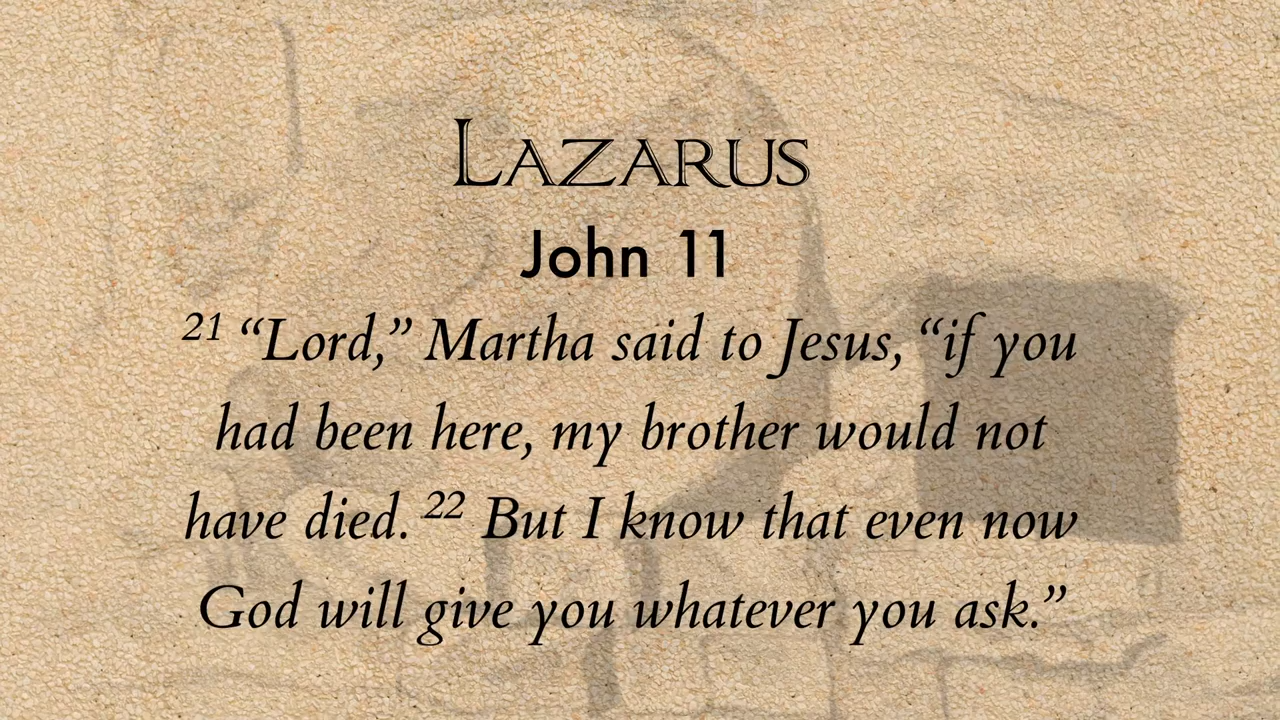 Lazarus
John 11
21 “Lord,” Martha said to Jesus, “if you
had been here, my brother would not
have died. 22 But I know that even now
God will give you whatever you ask.”